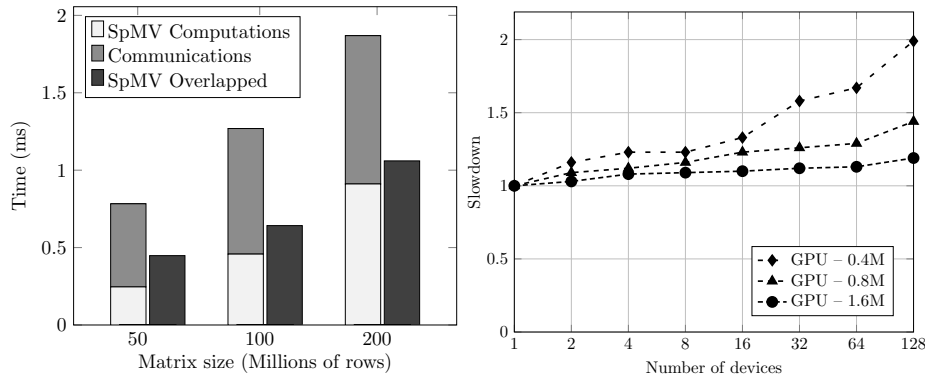 2
1.5
1
0.5
0
Time (ms)
SpMV Computations
Communications
SpMV Overlapped
50
100
200
Matrix size (Millions of rows)
2
1.5
1
0.5
0
Slowdown
GPU – 0.4M
GPU – 0.8M
GPU – 1.6M
1
2
4
8
16
32
64
128
Number of devices